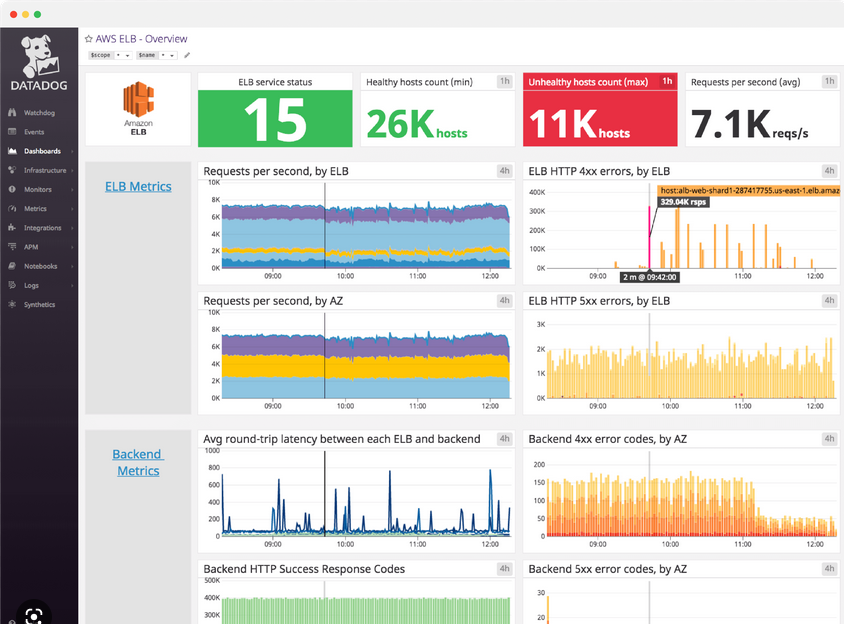 AWS ELB - Overview
$scope
*
$name
*
DATADOG
Watchdog
Events
Dashboards
Infrastructure
Monitors
Metrics
Integrations
APM
Notebooks
Logs
Synthetics
Amazon
ELB
ELB service status
15
Healthy hosts count (min) 1h
26K hosts
Unhealthy hosts count (max) 1h
11K hosts
Requests per second (avg) 1h
7.1K reqs/s
ELB Metrics
Requests per second, by ELB 4h
10K
8K
6K
4K
2K
0K
09:00 10:00 11:00 12:00
ELB HTTP 4xx errors, by ELB 4h
400K
300K
200K
100K
0K
host:alb-web-shard1-287417755.us-east-1.elb.amaz
329.04K rsps
09:00 11:00 12:00
2 m @ 09:42:00
Requests per second, by AZ 4h
10K
8K
6K
4K
2K
0K
09:00 10:00 11:00 12:00
ELB HTTP 5xx errors, by ELB 4h
3K
2K
1K
0K
09:00 10:00 11:00 12:00
Backend
Metrics
Avg round-trip latency between each ELB and backend 4h
1000
800
600
400
200
0
09:00 10:00 11:00 12:00
Backend 4xx error codes, by AZ 4h
200
150
100
50
0
09:00 10:00 11:00 12:00
Backend HTTP Success Response Codes 4h
500K
400K
300K
Backend 5xx error codes, by AZ 4h
30
20